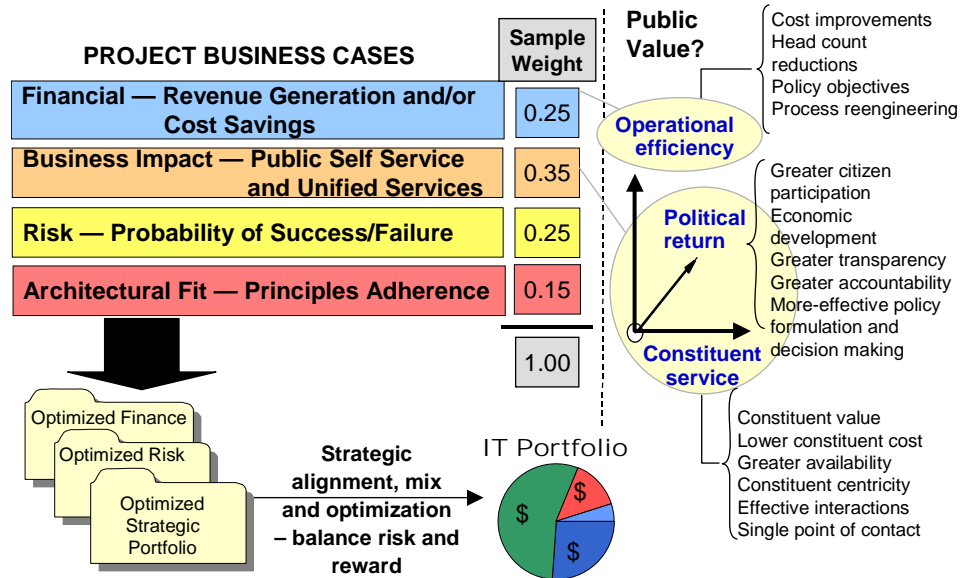 PROJECT BUSINESS CASES
Sample
Weight
Financial — Revenue Generation and/or
Cost Savings
0.25
Business Impact — Public Self Service
and Unified Services
0.35
Risk — Probability of Success/Failure
0.25
Architectural Fit — Principles Adherence
0.15
1.00
Optimized Finance
Optimized Risk
Optimized
Strategic
Portfolio
Strategic
alignment, mix
and optimization
– balance risk and
reward
IT Portfolio
$
$
$
Public
Value?
Operational
efficiency
Cost improvements
Head count
reductions
Policy objectives
Process reengineering
Political
return
Greater citizen
participation
Economic
development
Greater transparency
Greater accountability
More-effective policy
formulation and
decision making
Constituent
service
Constituent value
Lower constituent cost
Greater availability
Constituent centricity
Effective interactions
Single point of contact